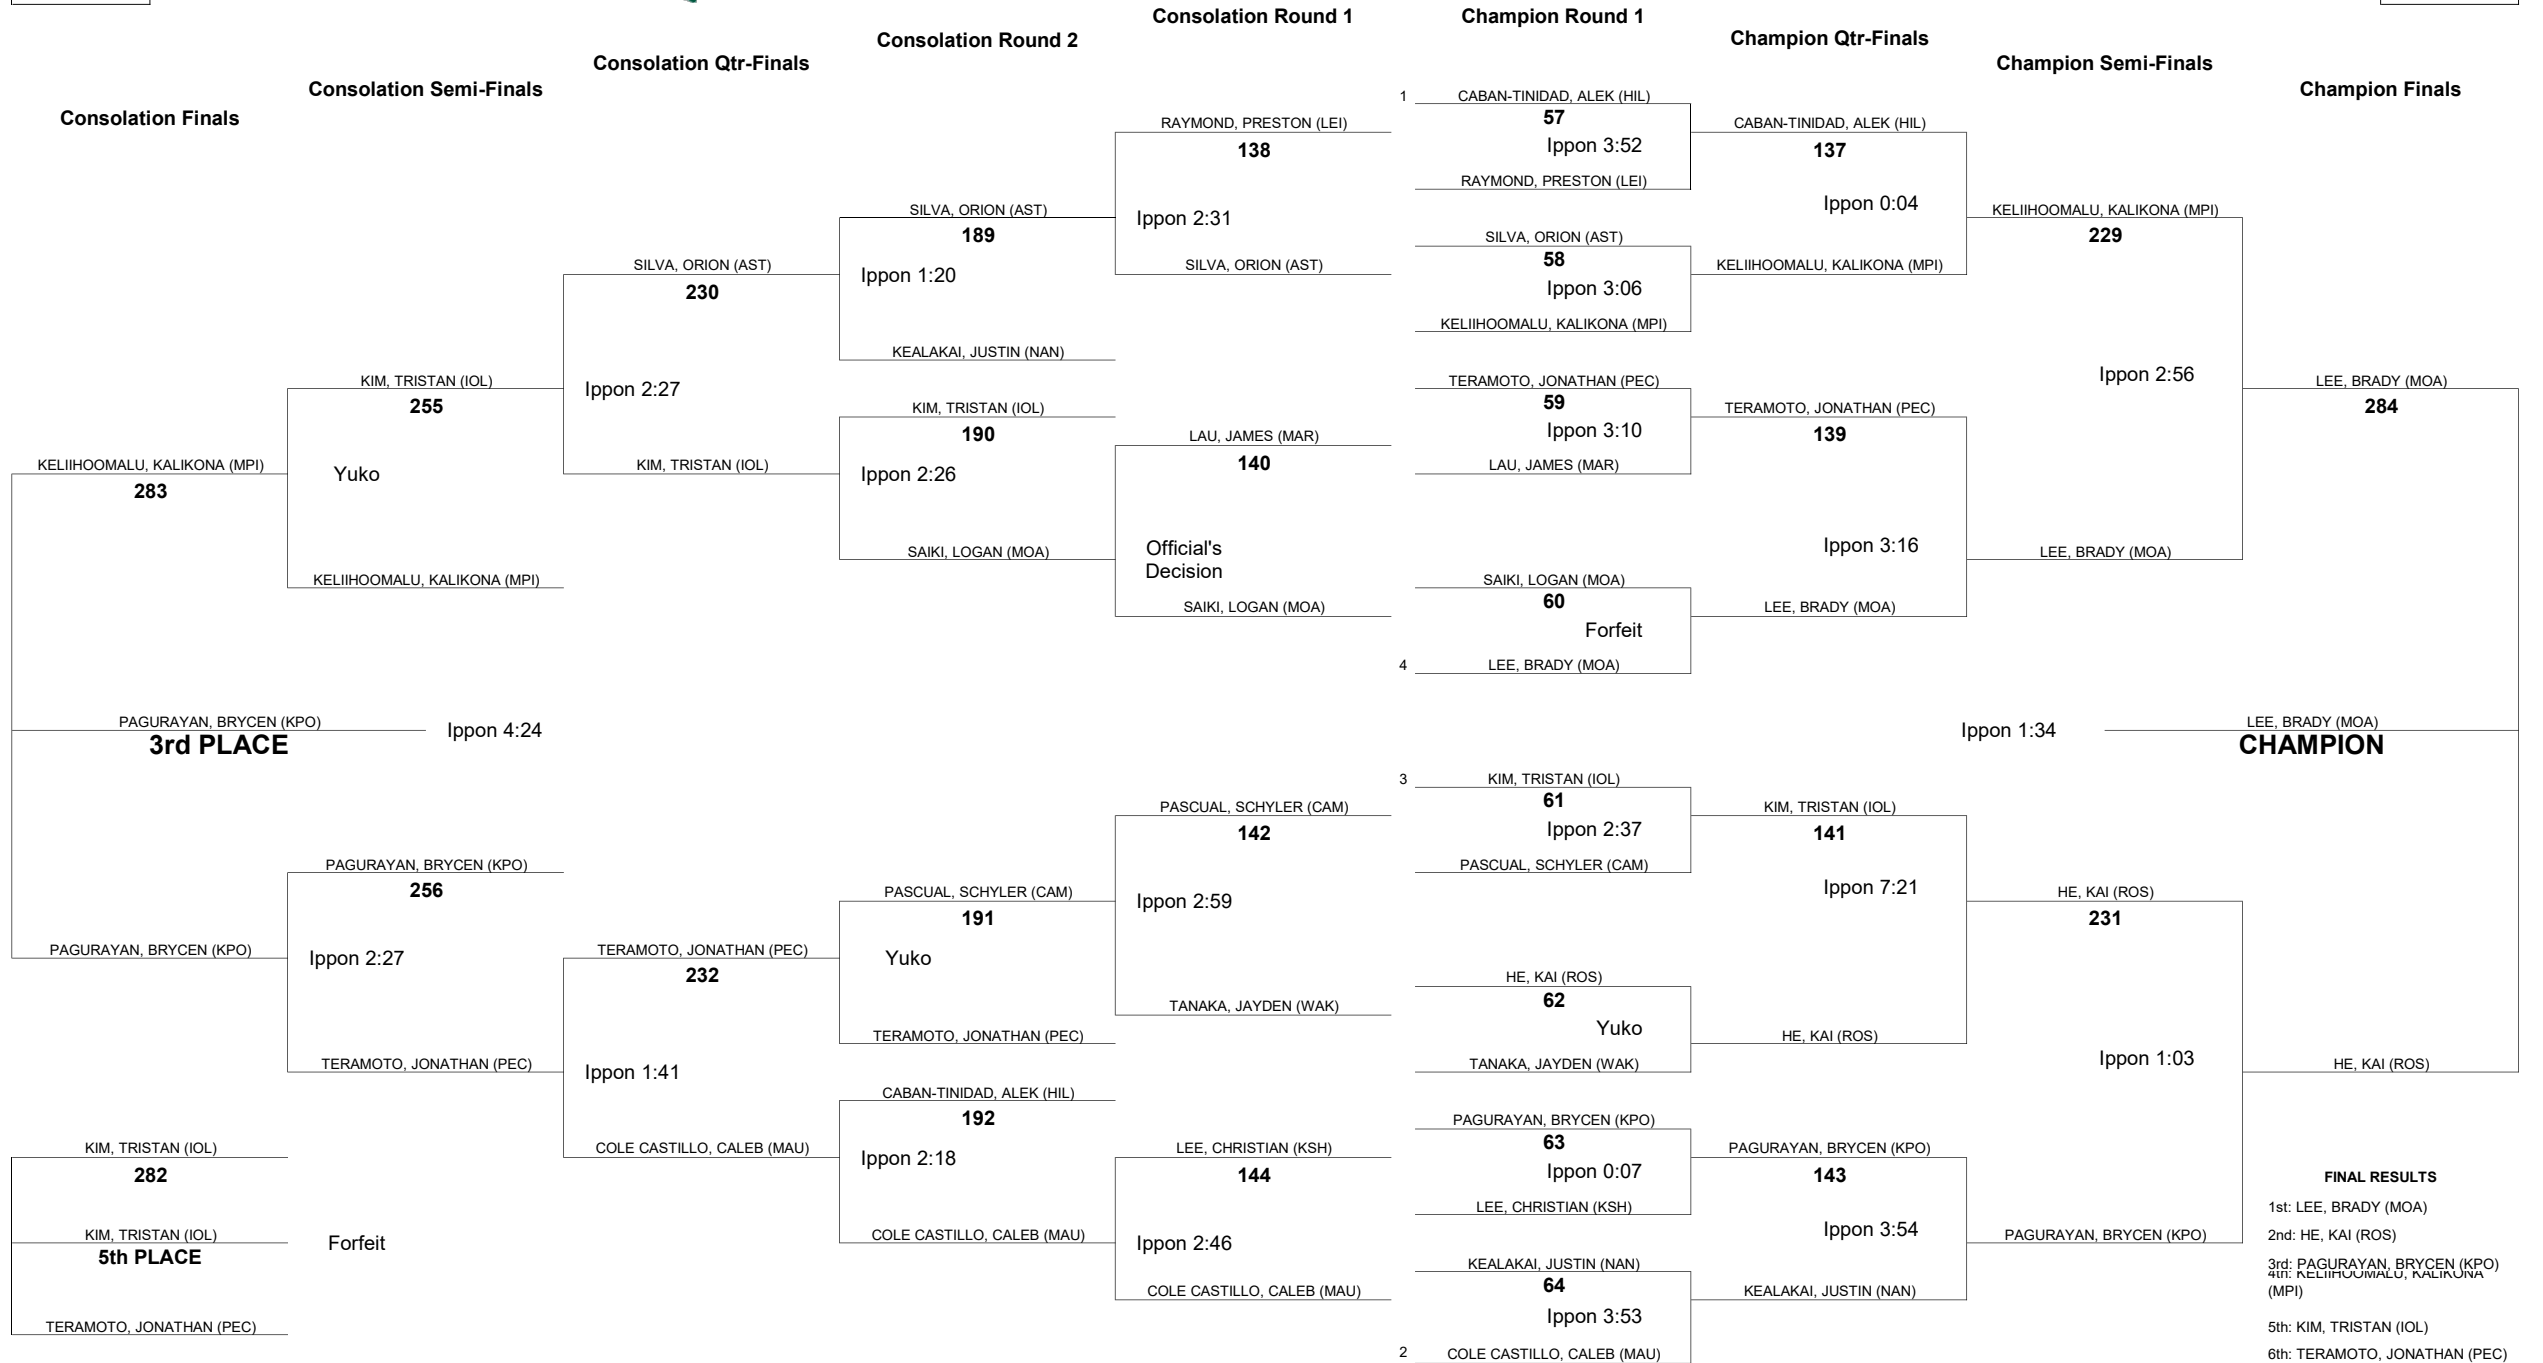 Consolation Finals
Consolation Semi-Finals
Consolation Qtr-Finals
Consolation Round 2
Consolation Round 1
Champion Round 1
Champion Qtr-Finals
Champion Semi-Finals
Champion Finals
KELIIHOOMALU, KALIKONA (MPI)
283
PAGURAYAN, BRYCEN (KPO)
3rd PLACE
Ippon 4:24
PAGURAYAN, BRYCEN (KPO)
KIM, TRISTAN (IOL)
282
KIM, TRISTAN (IOL)
5th PLACE
Forfeit
TERAMOTO, JONATHAN (PEC)
KIM, TRISTAN (IOL)
255
Yuko
KELIIHOOMALU, KALIKONA (MPI)
PAGURAYAN, BRYCEN (KPO)
256
Ippon 2:27
TERAMOTO, JONATHAN (PEC)
SILVA, ORION (AST)
230
Ippon 2:27
KIM, TRISTAN (IOL)
TERAMOTO, JONATHAN (PEC)
232
Ippon 1:41
COLE CASTILLO, CALEB (MAU)
SILVA, ORION (AST)
189
Ippon 1:20
KEALAKAI, JUSTIN (NAN)
KIM, TRISTAN (IOL)
190
Ippon 2:26
SAIKI, LOGAN (MOA)
PASCUAL, SCHYLER (CAM)
191
Yuko
TERAMOTO, JONATHAN (PEC)
CABAN-TINIDAD, ALEK (HIL)
192
Ippon 2:18
COLE CASTILLO, CALEB (MAU)
RAYMOND, PRESTON (LEI)
138
Ippon 2:31
SILVA, ORION (AST)
LAU, JAMES (MAR)
140
Official's
Decision
SAIKI, LOGAN (MOA)
PASCUAL, SCHYLER (CAM)
142
Ippon 2:59
TANAKA, JAYDEN (WAK)
LEE, CHRISTIAN (KSH)
144
Ippon 2:46
COLE CASTILLO, CALEB (MAU)
1 CABAN-TINIDAD, ALEK (HIL)
57
Ippon 3:52
RAYMOND, PRESTON (LEI)
SILVA, ORION (AST)
58
Ippon 3:06
KELIIHOOMALU, KALIKONA (MPI)
TERAMOTO, JONATHAN (PEC)
59
Ippon 3:10
LAU, JAMES (MAR)
SAIKI, LOGAN (MOA)
60
Forfeit
4 LEE, BRADY (MOA)
3 KIM, TRISTAN (IOL)
61
Ippon 2:37
PASCUAL, SCHYLER (CAM)
HE, KAI (ROS)
62
Yuko
TANAKA, JAYDEN (WAK)
PAGURAYAN, BRYCEN (KPO)
63
Ippon 0:07
LEE, CHRISTIAN (KSH)
KEALAKAI, JUSTIN (NAN)
64
Ippon 3:53
2 COLE CASTILLO, CALEB (MAU)
CABAN-TINIDAD, ALEK (HIL)
137
Ippon 0:04
KELIIHOOMALU, KALIKONA (MPI)
TERAMOTO, JONATHAN (PEC)
139
Ippon 3:16
LEE, BRADY (MOA)
KIM, TRISTAN (IOL)
141
Ippon 7:21
HE, KAI (ROS)
PAGURAYAN, BRYCEN (KPO)
143
Ippon 3:54
KEALAKAI, JUSTIN (NAN)
KELIIHOOMALU, KALIKONA (MPI)
229
Ippon 2:56
LEE, BRADY (MOA)
HE, KAI (ROS)
231
Ippon 1:03
PAGURAYAN, BRYCEN (KPO)
LEE, BRADY (MOA)
284
Ippon 1:34
LEE, BRADY (MOA)
CHAMPION
HE, KAI (ROS)
FINAL RESULTS
1st: LEE, BRADY (MOA)
2nd: HE, KAI (ROS)
3rd: PAGURAYAN, BRYCEN (KPO)
4th: KELIIHOOMALU, KALIKONA
(MPI)
5th: KIM, TRISTAN (IOL)
6th: TERAMOTO, JONATHAN (PEC)